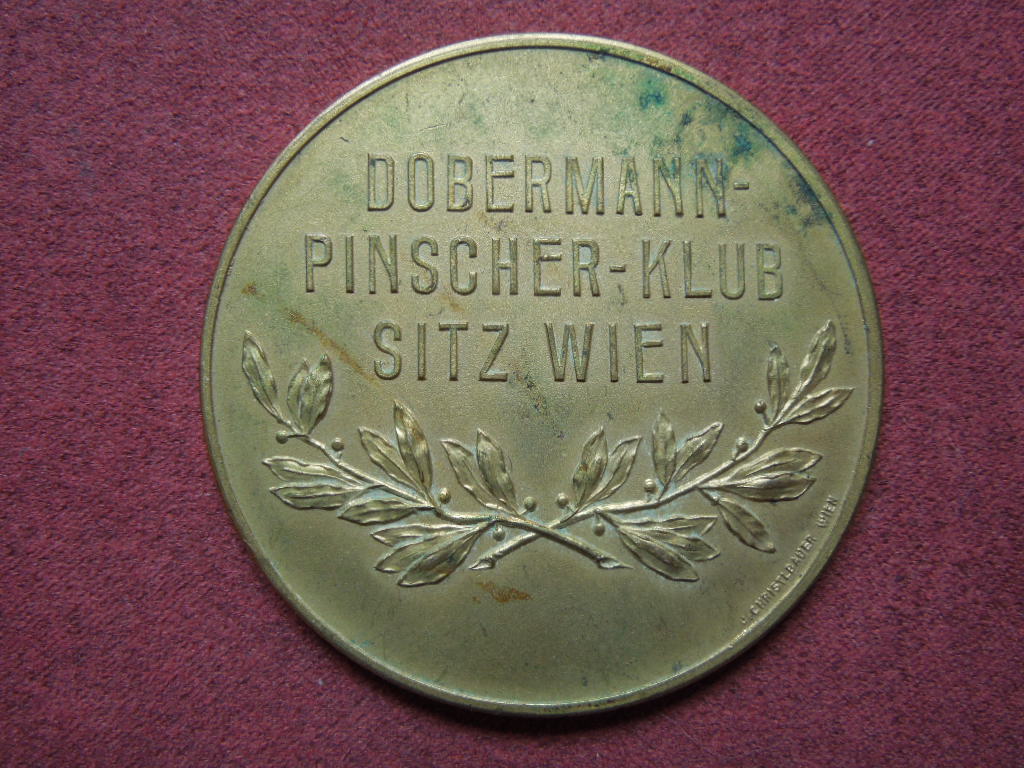 DOBERMANN-
PINSCHER-KLUB
SITZ WIEN
CHRISTLBAUER WIEN